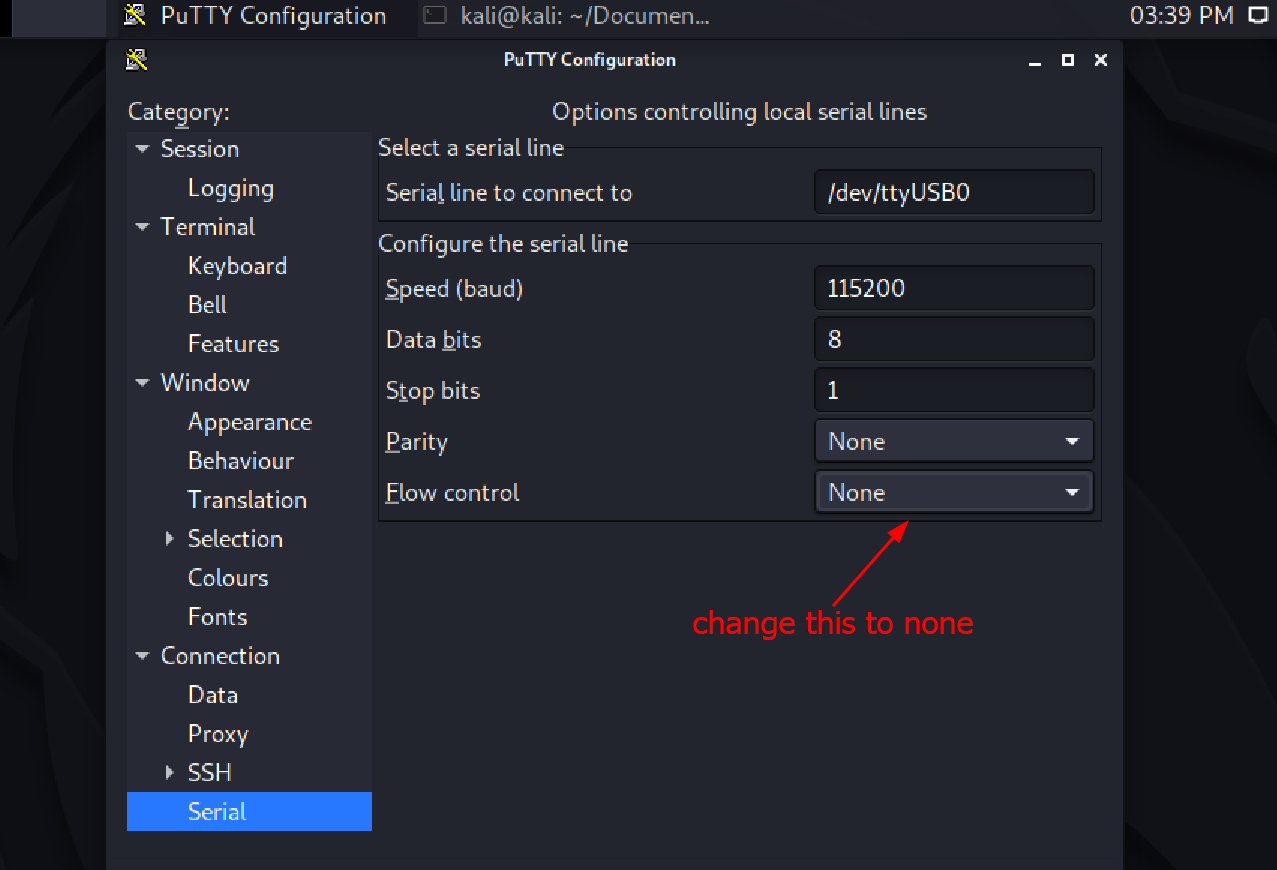 PuTTY Configuration kali@kali: ~/Documen... 03:39 PM
PuTTY Configuration
Category:
Options controlling local serial lines
Session
Logging
Terminal
Keyboard
Bell
Features
Window
Appearance
Behaviour
Translation
Selection
Colours
Fonts
Connection
Data
Proxy
SSH
Serial
Select a serial line
Serial line to connect to /dev/ttyUSB0
Configure the serial line
Speed (baud) 115200
Data bits 8
Stop bits 1
Parity None
Flow control None
change this to none